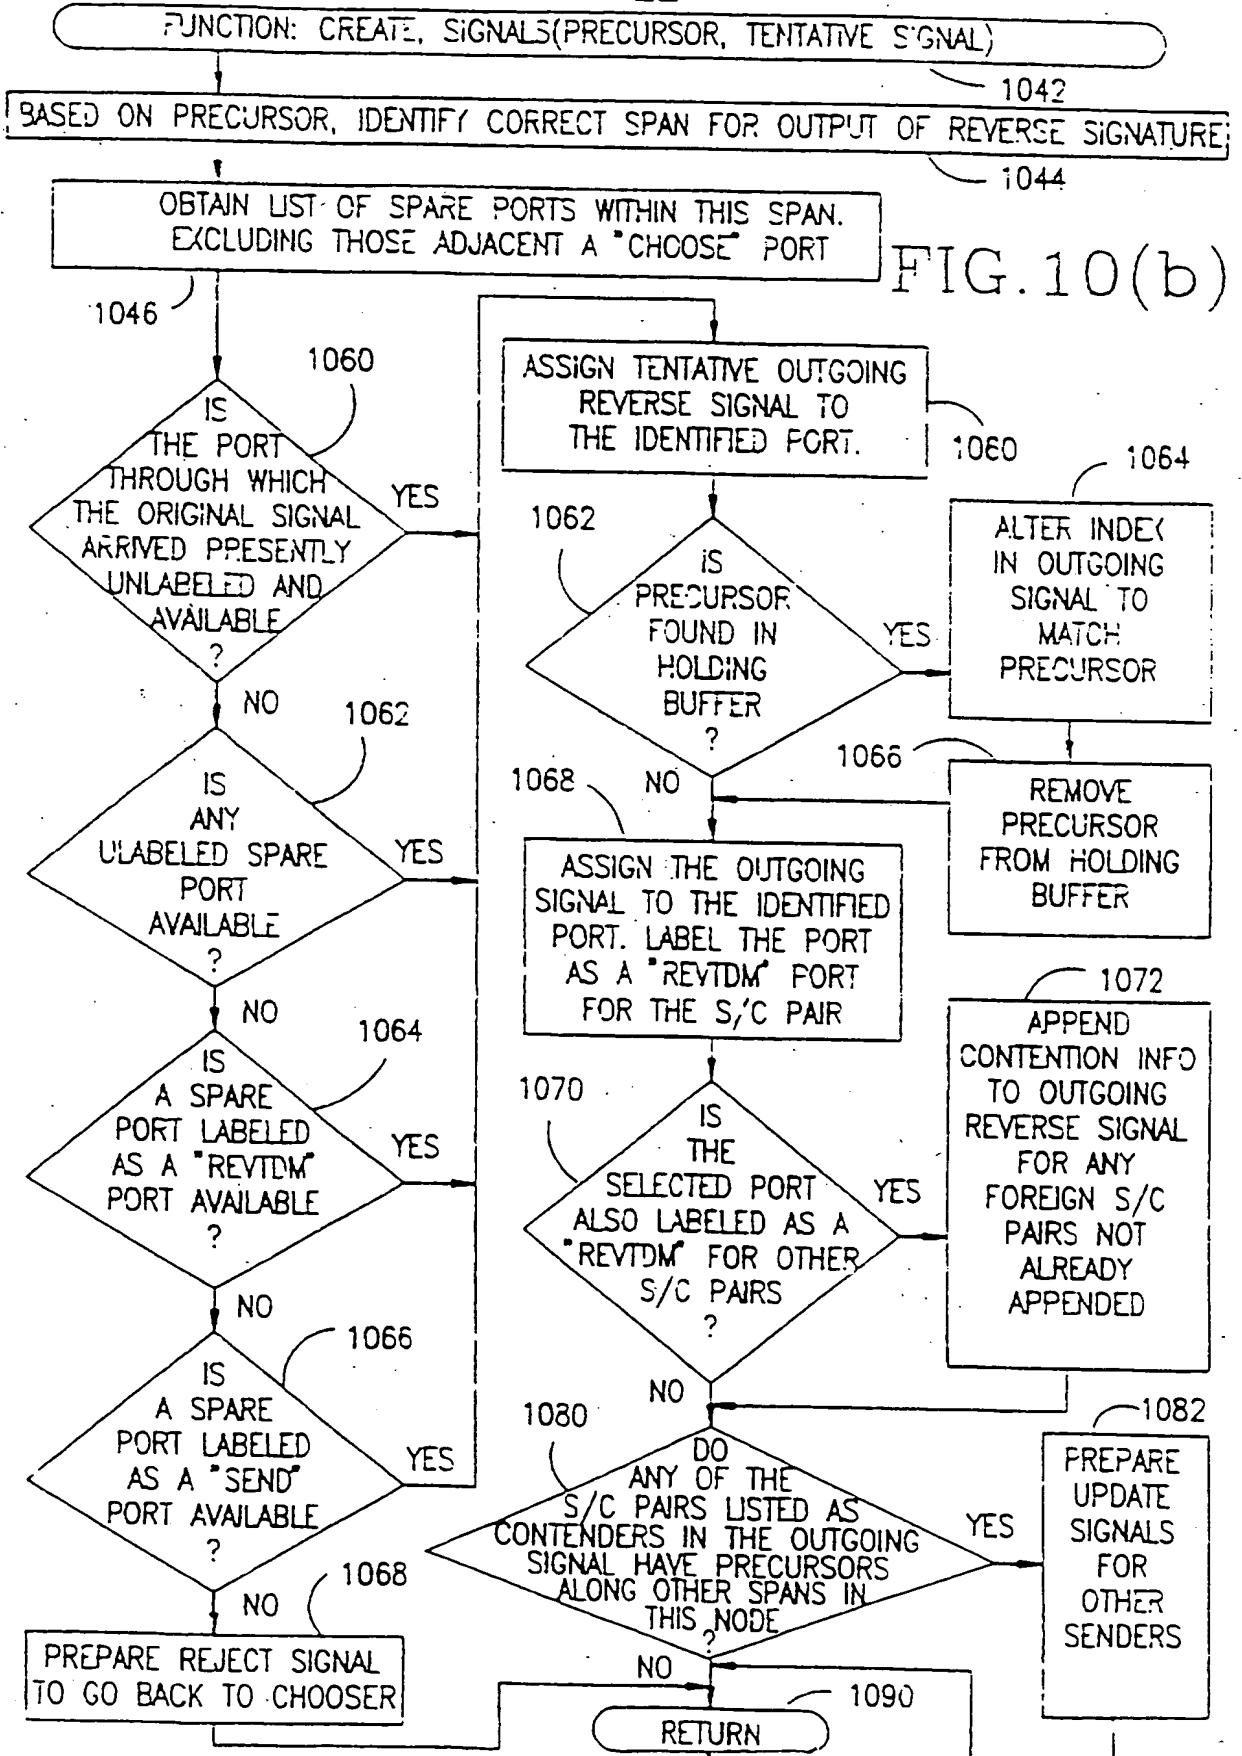 FUNCTION: CREATE, SIGNALS(PRECURSOR, TENTATIVE SIGNAL)
1042
BASED ON PRECURSOR, IDENTIFY CORRECT SPAN FOR OUTPUT OF REVERSE SIGNATURE
1044
OBTAIN LIST OF SPARE PORTS WITHIN THIS SPAN.
EXCLUDING THOSE ADJACENT A "CHOOSE" PORT
1046
FIG.10(b)
1060
IS
THE PORT
THROUGH WHICH
THE ORIGINAL SIGNAL
ARRIVED PRESENTLY
UNLABELED AND
AVAILABLE
?
YES
NO
1062
IS
ANY
ULABELED SPARE
PORT
AVAILABLE
?
YES
NO
1064
IS
A SPARE
PORT LABELED
AS A "REVTDM"
PORT AVAILABLE
?
YES
NO
1066
IS
A SPARE
PORT LABELED
AS A "SEND"
PORT AVAILABLE
?
YES
NO
1068
PREPARE REJECT SIGNAL
TO GO BACK TO CHOOSER
ASSIGN TENTATIVE OUTGOING
REVERSE SIGNAL TO
THE IDENTIFIED PORT.
1060
1062
IS
PRECURSOR
FOUND IN
HOLDING
BUFFER
?
YES
NO
1064
ALTER INDEX
IN OUTGOING
SIGNAL TO
MATCH
PRECURSOR
1066
REMOVE
PRECURSOR
FROM HOLDING
BUFFER
1068
ASSIGN THE OUTGOING
SIGNAL TO THE IDENTIFIED
PORT. LABEL THE PORT
AS A "REVTDM" PORT
FOR THE S/C PAIR
1070
IS
THE
SELECTED PORT
ALSO LABELED AS A
"REVTDM" FOR OTHER
S/C PAIRS
?
YES
NO
1072
APPEND
CONTENTION INFO
TO OUTGOING
REVERSE SIGNAL
FOR ANY
FOREIGN S/C
PAIRS NOT
ALREADY
APPENDED
1080
DO
ANY OF THE
S/C PAIRS LISTED AS
CONTENDERS IN THE OUTGOING
SIGNAL HAVE PRECURSORS
ALONG OTHER SPANS IN
THIS NODE
?
YES
NO
1082
PREPARE
UPDATE
SIGNALS
FOR
OTHER
SENDERS
1090
RETURN